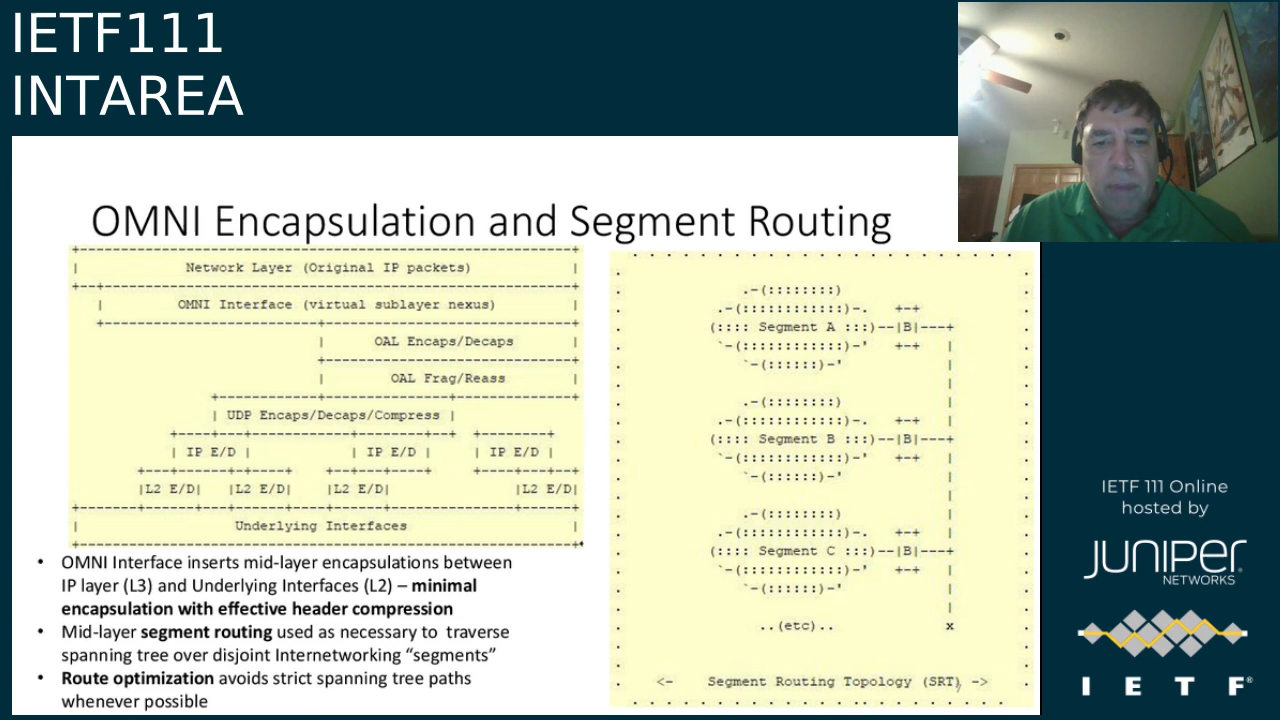 IETF111
INTAREA
OMNI Encapsulation and Segment Routing
+------------------------------------------------------------+
| Network Layer (Original IP packets) |
+--+---------------------------------------------------------+
| OMNI Interface (virtual sublayer nexus) |
+--------------------------+-------------------------------+
| OAL Encaps/Decaps |
+------------------------------+
| OAL Frag/Reass |
+------------+---------------+--------------+
| UDP Encaps/Decaps/Compress |
+----+---+------------+--------+--+ +--------+
| IP E/D | | IP E/D | | IP E/D |
+---+------+-+----+ +--+---+----+ +----+---+--+
|L2 E/D| |L2 E/D| |L2 E/D| |L2 E/D|
+-------+------+---+------+----+------+---------------+------+
| Underlying Interfaces |
+------------------------------------------------------------+
• OMNI Interface inserts mid-layer encapsulations between
IP layer (L3) and Underlying Interfaces (L2) – minimal
encapsulation with effective header compression
• Mid-layer segment routing used as necessary to traverse
spanning tree over disjoint Internetworking “segments”
• Route optimization avoids strict spanning tree paths
whenever possible
. . . . . . . . . . . . . . . . . . . . . . .
.-(::::::::)
.-(::::::::::::)-. +-+
(:::: Segment A :::)--|B|---+
`-(::::::::::::)-' +-+ |
`-(::::::)-' |
.-(::::::::) |
.-(::::::::::::)-. +-+ |
(:::: Segment B :::)--|B|---+
`-(::::::::::::)-' +-+ |
`-(::::::)-' |
.-(::::::::) |
.-(::::::::::::)-. +-+ |
(:::: Segment C :::)--|B|---+
`-(::::::::::::)-' +-+ |
`-(::::::)-' |
..(etc).. x
<- Segment Routing Topology (SRT) ->
. . . . . . . . . . . . . . . . . . . . . . .
IETF 111 Online
hosted by
JUNIPER
NETWORKS
I E T F®